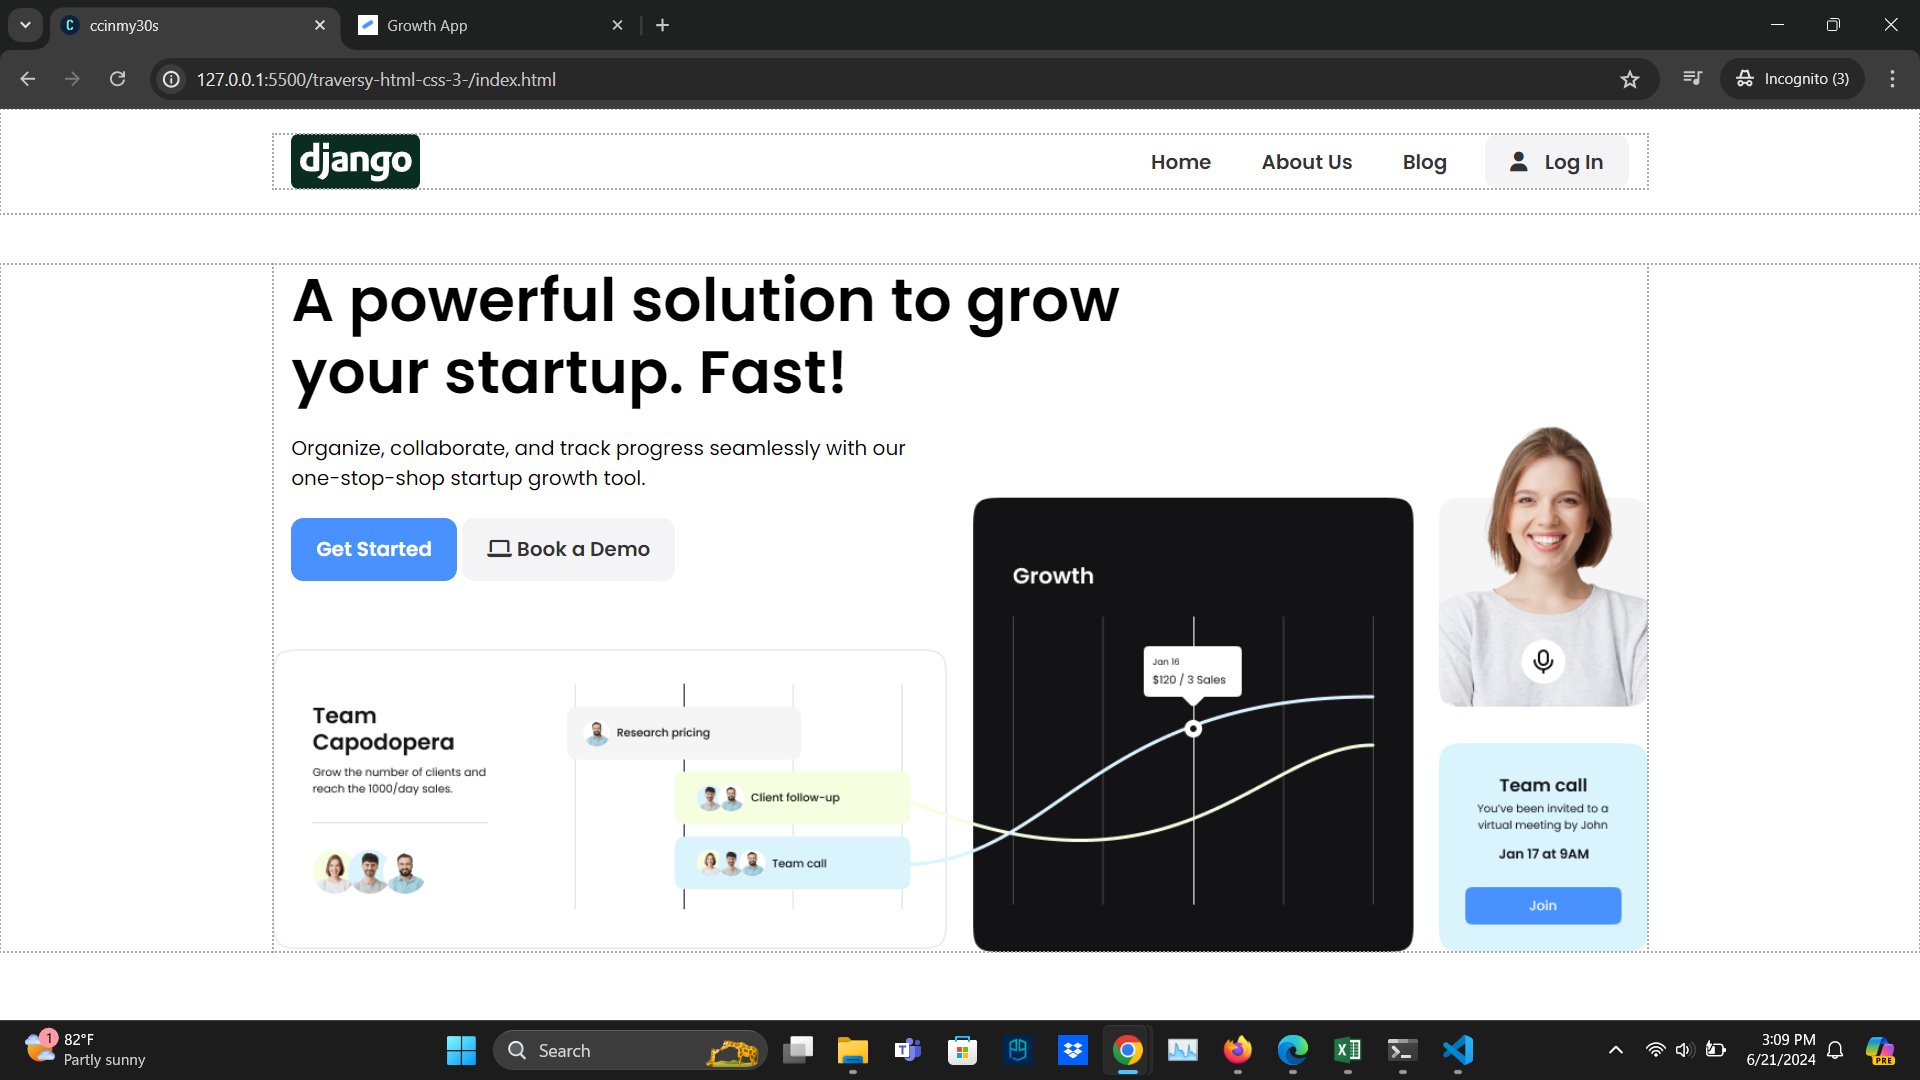 ccinmy30s
Growth App
127.0.0.1:5500/traversy-html-css-3-/index.html
Incognito (3)
django
Home
About Us
Blog
Log In
A powerful solution to grow
your startup. Fast!
Organize, collaborate, and track progress seamlessly with our
one-stop-shop startup growth tool.
Get Started
Book a Demo
Team
Capodopera
Grow the number of clients and
reach the 1000/day sales.
Research pricing
Client follow-up
Team call
Growth
Jan 16
$120 / 3 Sales
Team call
You've been invited to a
virtual meeting by John
Jan 17 at 9AM
Join
1
82°F
Partly sunny
Search
3:09 PM
6/21/2024
PRE